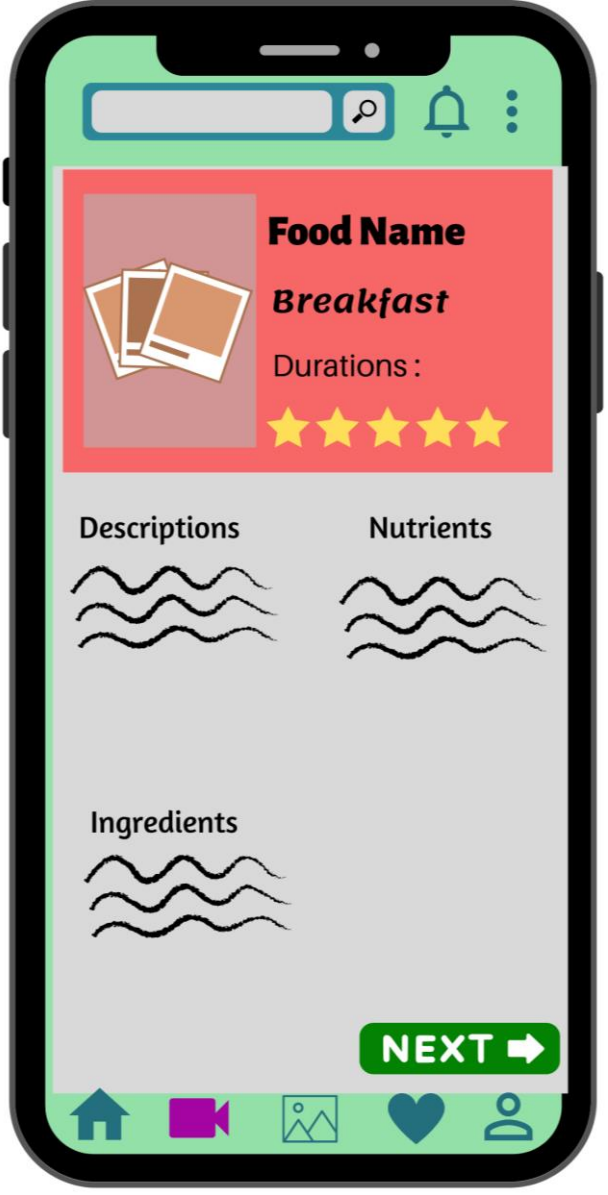 Food Name
Breakfast
Durations :
Descriptions
Nutrients
Ingredients
NEXT